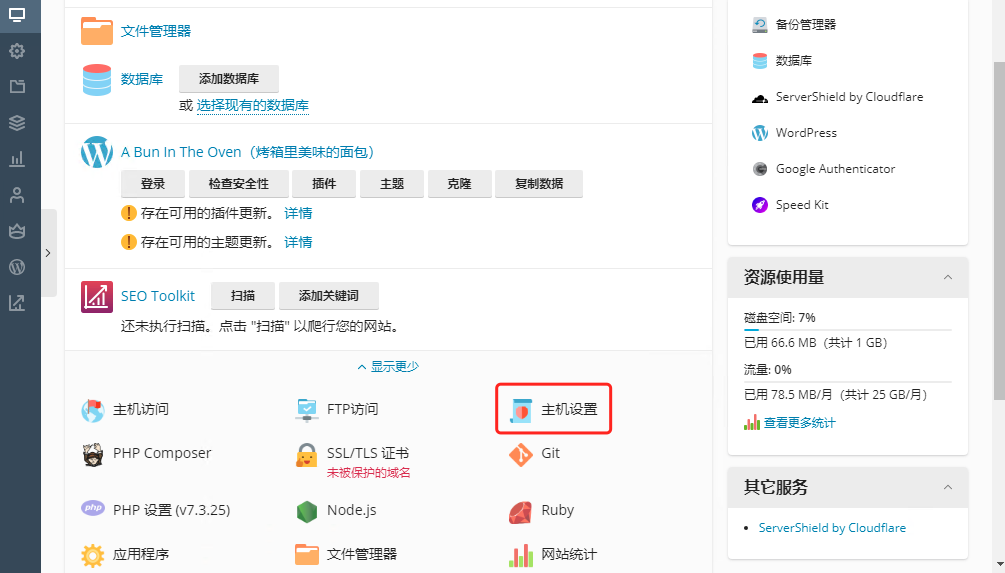 文件管理器
数据库
添加数据库
或 选择现有的数据库
A Bun In The Oven（烤箱里美味的面包）
登录
检查安全性
插件
主题
克隆
复制数据
存在可用的插件更新。 详情
存在可用的主题更新。 详情
SEO Toolkit
扫描
添加关键词
还未执行扫描。点击 "扫描" 以爬行您的网站。
显示更少
主机访问
FTP访问
主机设置
PHP Composer
SSL/TLS 证书
未被保护的域名
Git
php
PHP 设置 (v7.3.25)
Node.js
Ruby
应用程序
文件管理器
网站统计
备份管理器
数据库
ServerShield by Cloudflare
WordPress
Google Authenticator
Speed Kit
资源使用量
磁盘空间: 7%
已用 66.6 MB（共计 1 GB）
流量: 0%
已用 78.5 MB/月（共计 25 GB/月）
查看更多统计
其它服务
ServerShield by Cloudflare